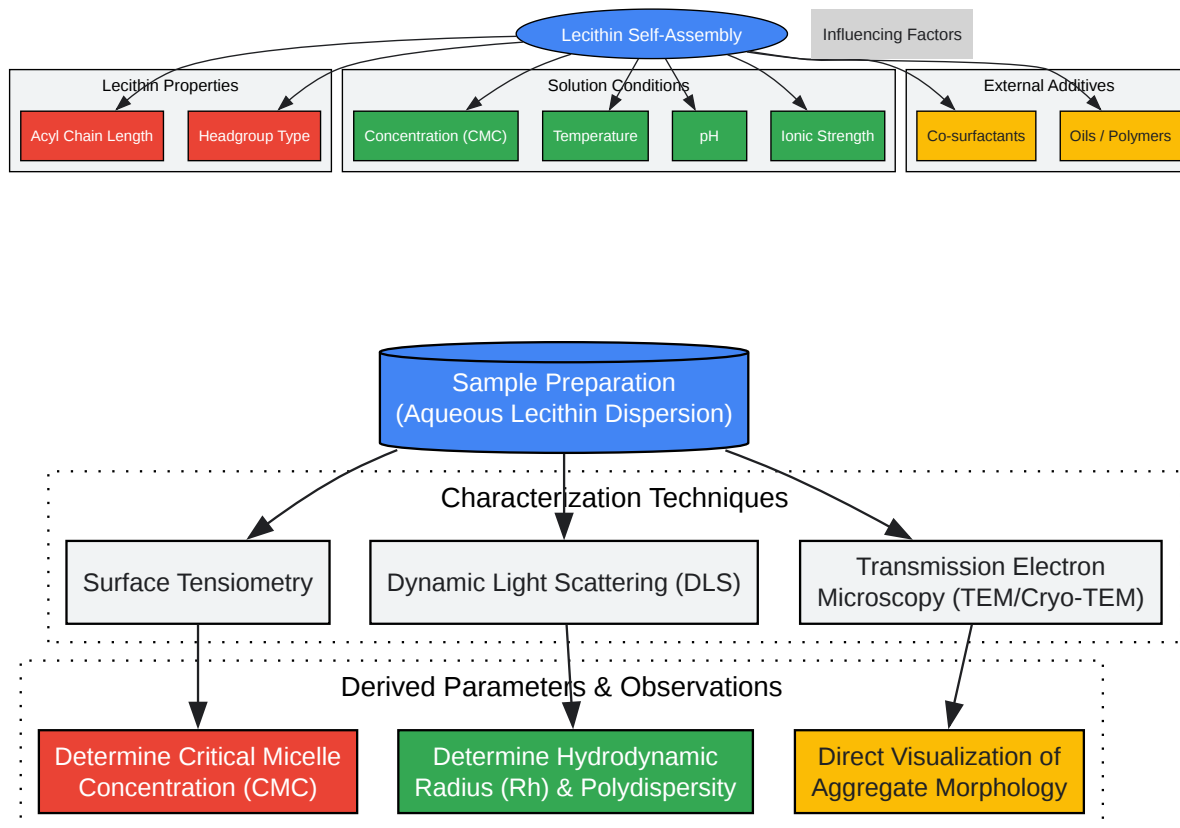 Lecithin Self-Assembly
Influencing Factors
Lecithin Properties
Solution Conditions
External Additives
Acyl Chain Length
Headgroup Type
Concentration (CMC)
Temperature
pH
Ionic Strength
Co-surfactants
Oils / Polymers
Sample Preparation
(Aqueous Lecithin Dispersion)
Characterization Techniques
Surface Tensiometry
Dynamic Light Scattering (DLS)
Transmission Electron
Microscopy (TEM/Cryo-TEM)
Derived Parameters & Observations
Determine Critical Micelle
Concentration (CMC)
Determine Hydrodynamic
Radius (Rh) & Polydispersity
Direct Visualization of
Aggregate Morphology